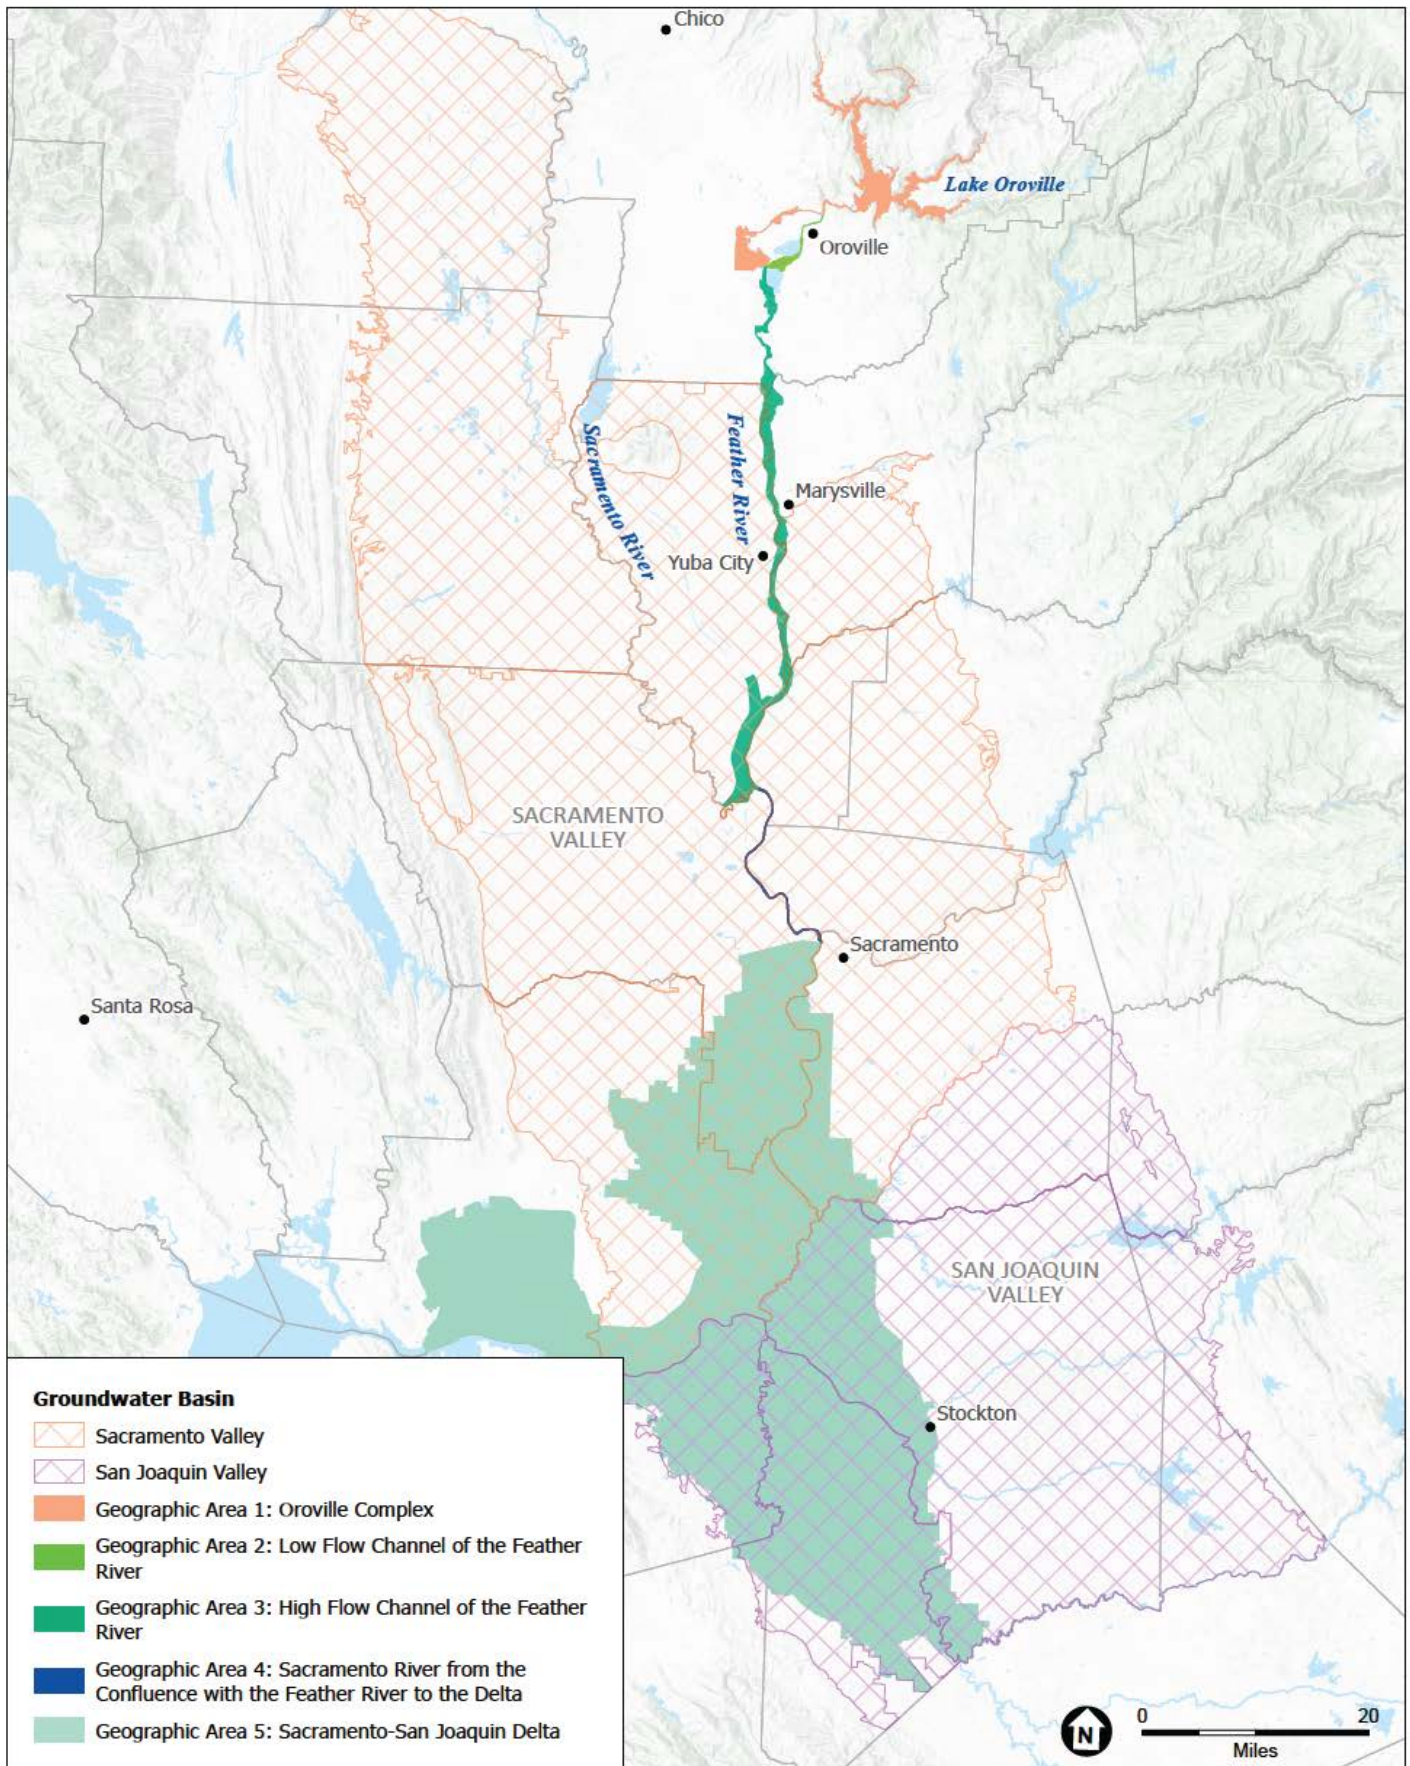 Chico
Lake Oroville
Oroville
Sacramento River
Feather River
Marysville
Yuba City
SACRAMENTO
VALLEY
Sacramento
Santa Rosa
SAN JOAQUIN
VALLEY
Stockton
Groundwater Basin
Sacramento Valley
San Joaquin Valley
Geographic Area 1: Oroville Complex
Geographic Area 2: Low Flow Channel of the Feather
River
Geographic Area 3: High Flow Channel of the Feather
River
Geographic Area 4: Sacramento River from the
Confluence with the Feather River to the Delta
Geographic Area 5: Sacramento-San Joaquin Delta
N
0 20
Miles